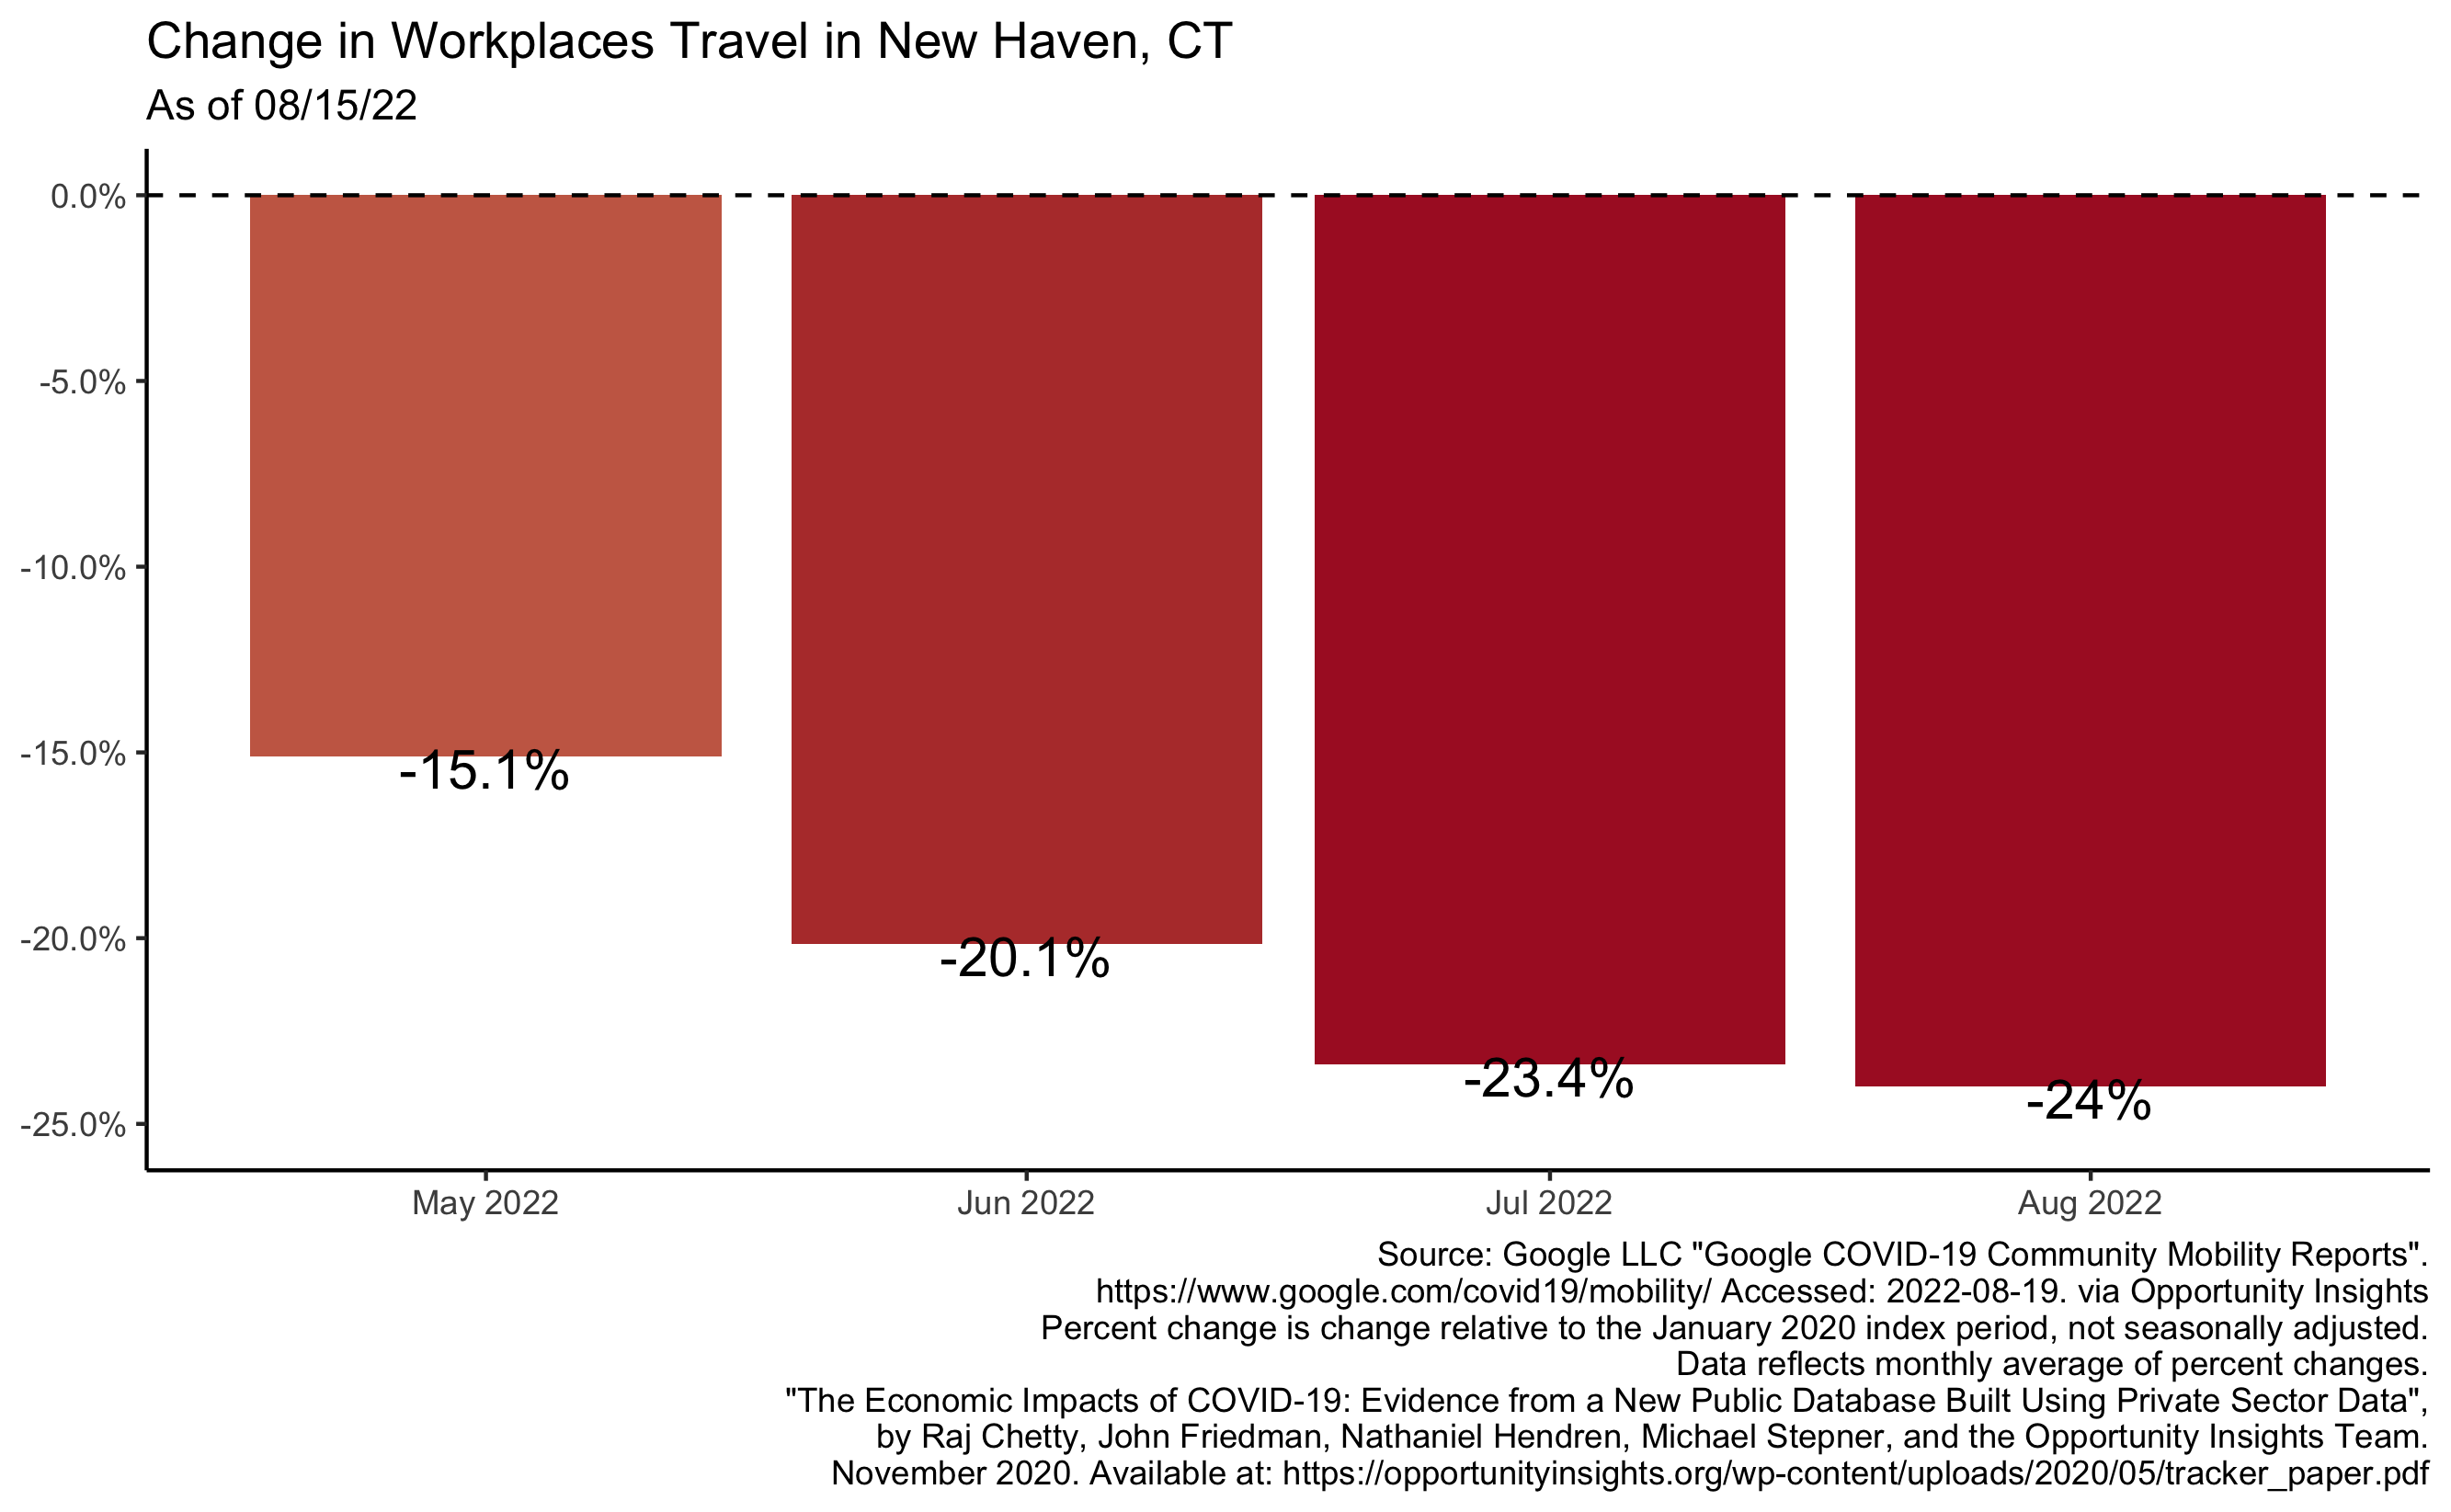 Change in Workplaces Travel in New Haven, CT
As of 08/15/22
0.0%
-5.0%
-10.0%
-15.0%
-20.0%
-25.0%
-15.1%
-20.1%
-23.4%
-24%
May 2022
Jun 2022
Jul 2022
Aug 2022
Source: Google LLC "Google COVID-19 Community Mobility Reports".
https://www.google.com/covid19/mobility/ Accessed: 2022-08-19. via Opportunity Insights
Percent change is change relative to the January 2020 index period, not seasonally adjusted.
Data reflects monthly average of percent changes.
"The Economic Impacts of COVID-19: Evidence from a New Public Database Built Using Private Sector Data",
by Raj Chetty, John Friedman, Nathaniel Hendren, Michael Stepner, and the Opportunity Insights Team.
November 2020. Available at: https://opportunityinsights.org/wp-content/uploads/2020/05/tracker_paper.pdf